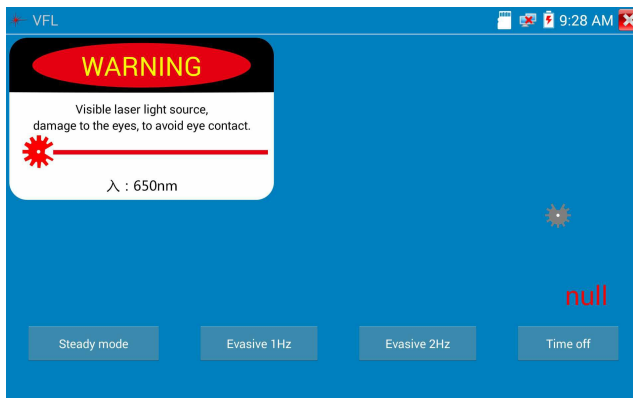 VFL
9:28 AM
WARNING
Visible laser light source,
damage to the eyes, to avoid eye contact.
入 : 650nm
null
Steady mode
Evasive 1Hz
Evasive 2Hz
Time off